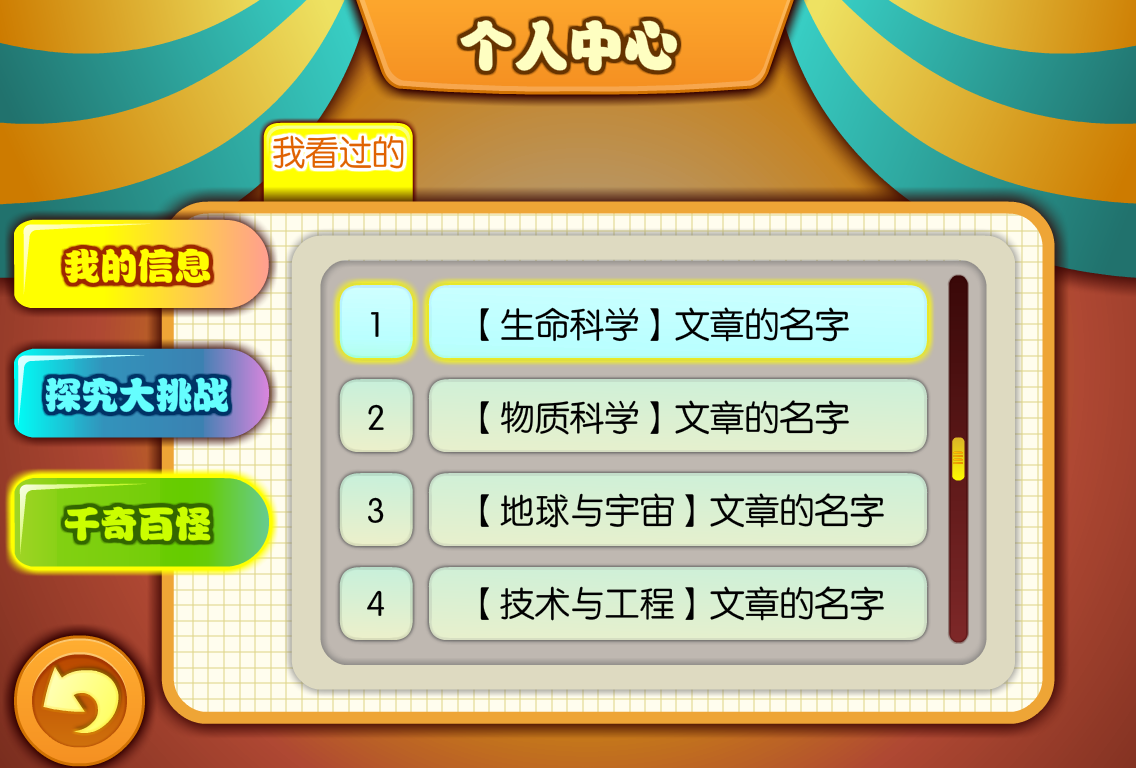 个人中心
我看过的
我的信息
探究大挑战
千奇百怪
1 【生命科学】文章的名字
2 【物质科学】文章的名字
3 【地球与宇宙】文章的名字
4 【技术与工程】文章的名字